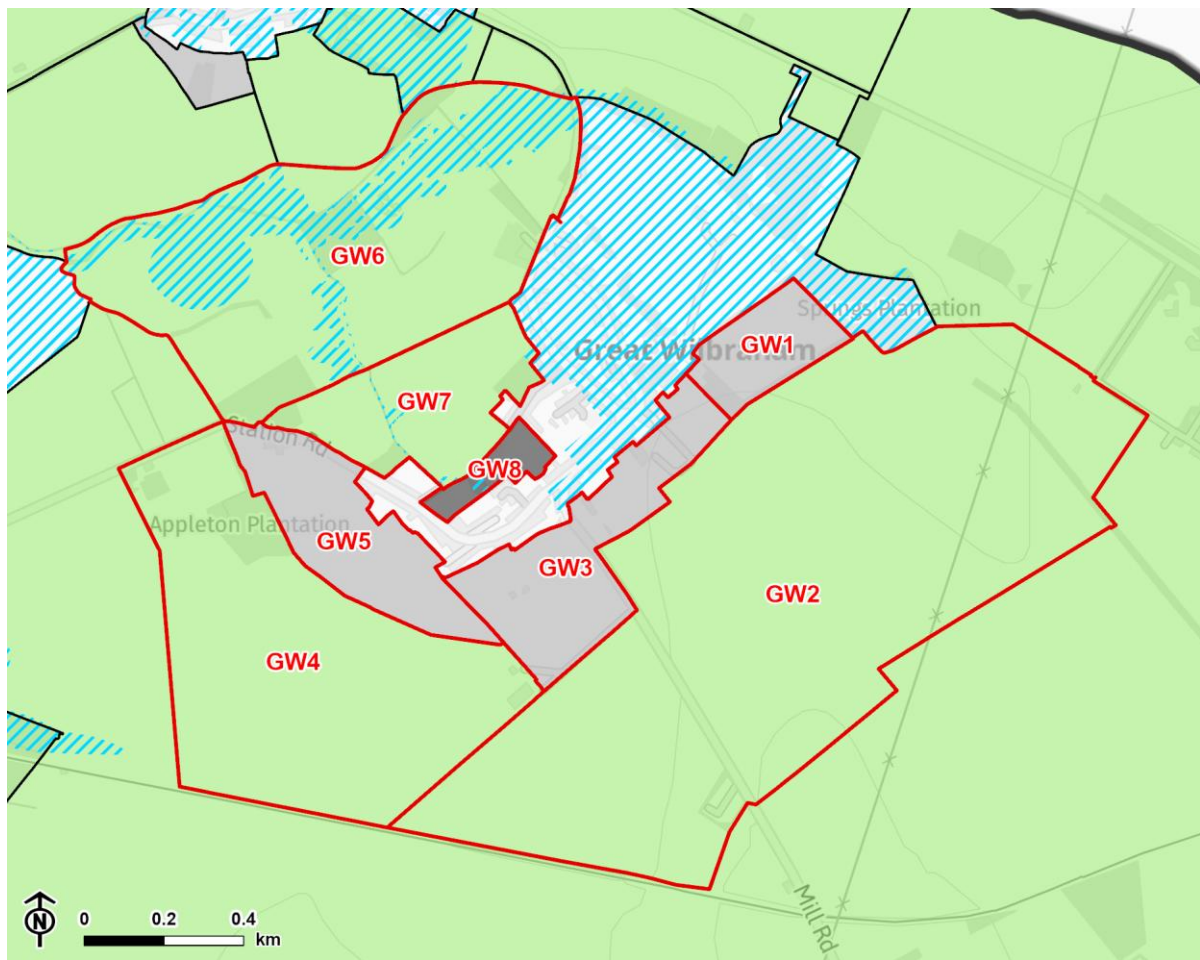 GW6
Springs Plantation
GW1
Great Wilbraham
GW7
Station Rd
GW8
Appleton Plantation
GW5
GW3
GW2
GW4
Mill Rd
N
0 0.2 0.4
km